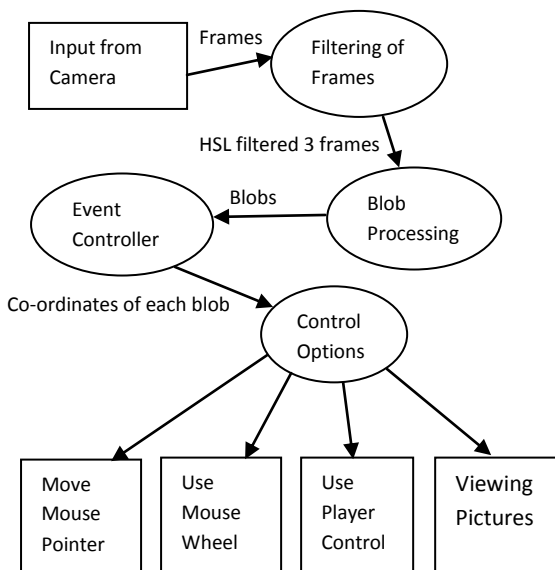 Input from
Camera
Frames
Filtering of
Frames
HSL filtered 3 frames
Blob
Processing
Blobs
Event
Controller
Co-ordinates of each blob
Control
Options
Move
Mouse
Pointer
Use
Mouse
Wheel
Use
Player
Control
Viewing
Pictures